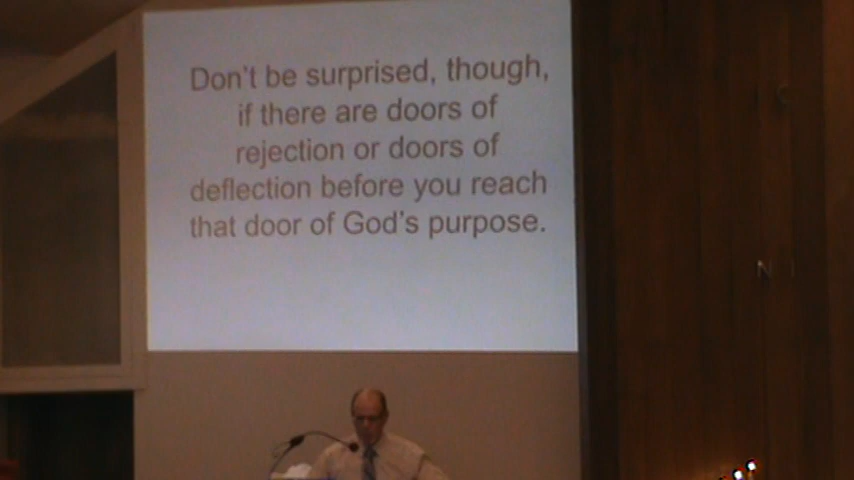 Don't be surprised, though,
if there are doors of
rejection or doors of
deflection before you reach
that door of God's purpose.